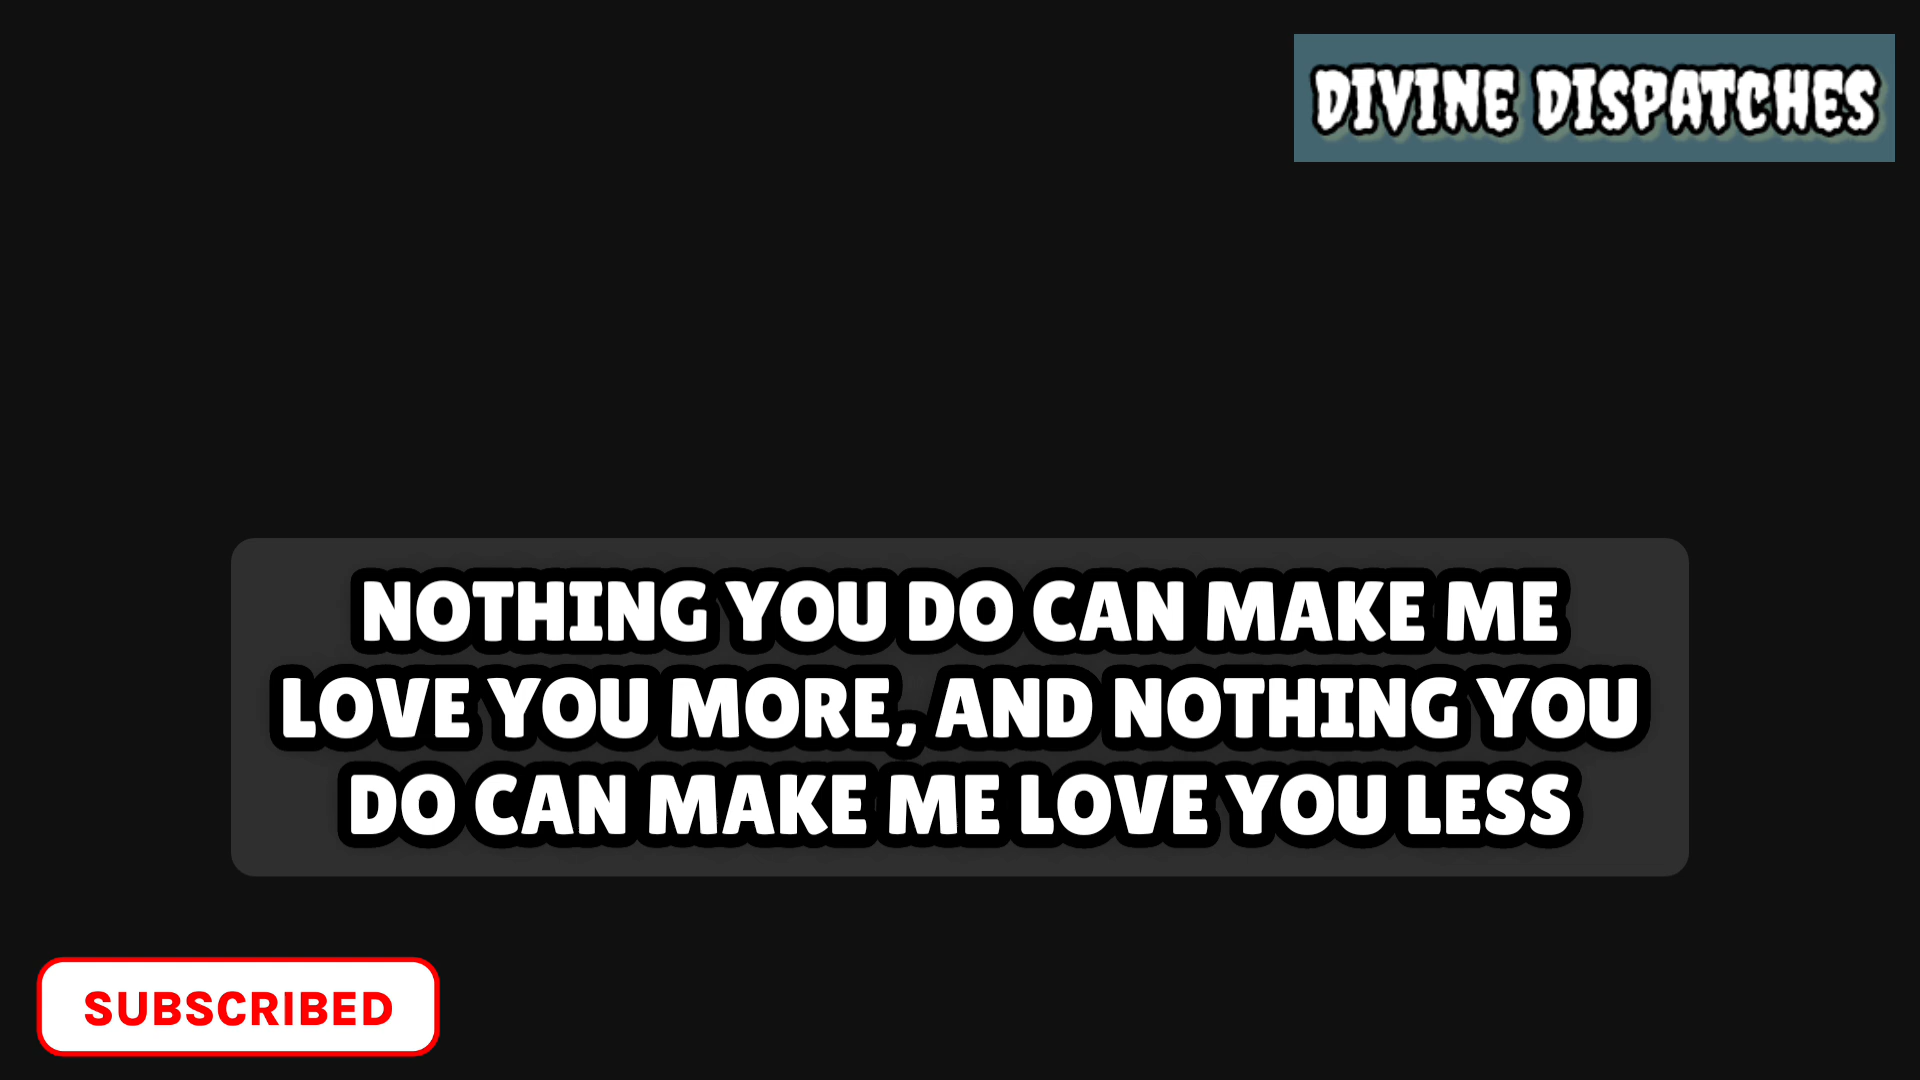 DIVINE DISPATCHES
NOTHING YOU DO CAN MAKE ME
LOVE YOU MORE, AND NOTHING YOU
DO CAN MAKE ME LOVE YOU LESS
SUBSCRIBED